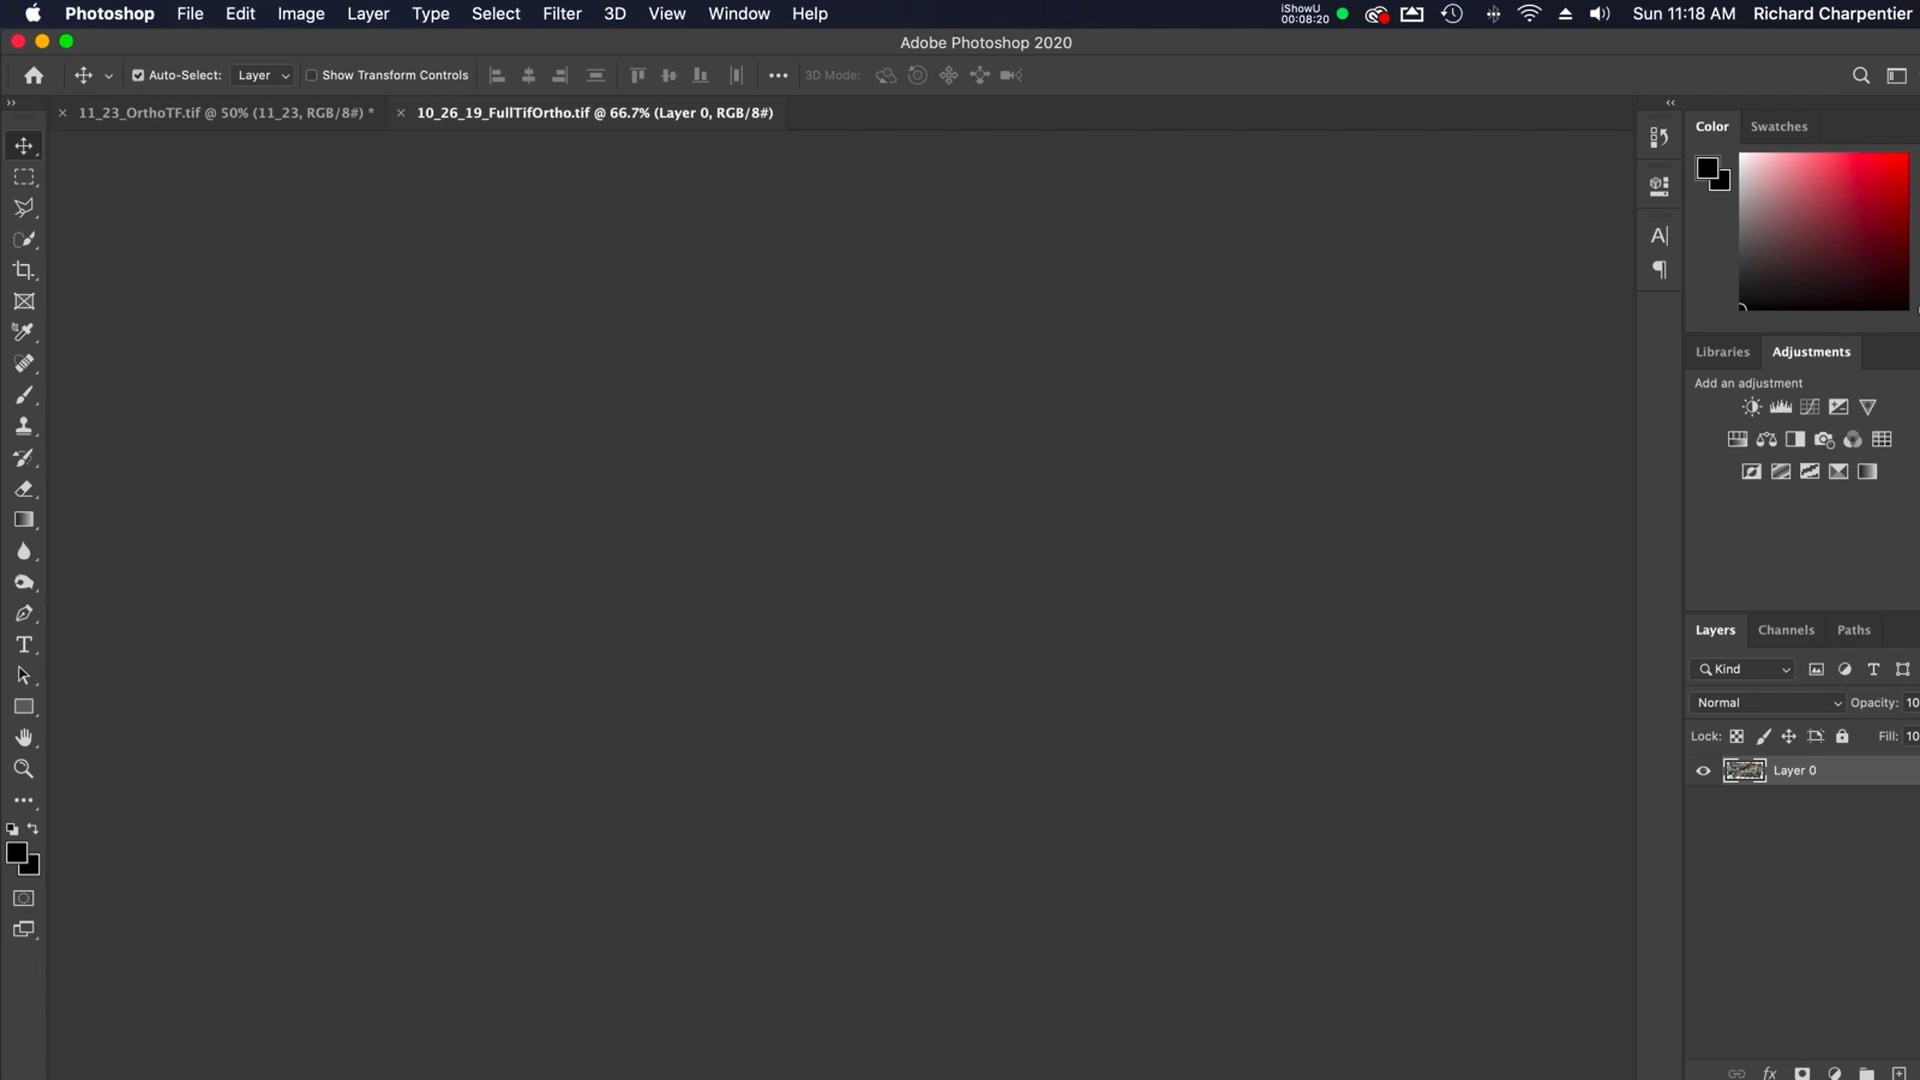 Photoshop File Edit Image Layer Type Select Filter 3D View Window Help iShowU 00:08:20 Sun 11:18 AM Richard Charpentier
Adobe Photoshop 2020
Auto-Select: Layer Show Transform Controls 3D Mode:
11_23_OrthoTF.tif @ 50% (11_23, RGB/8#) * 10_26_19_FullTifOrtho.tif @ 66.7% (Layer 0, RGB/8#)
Color Swatches
Libraries Adjustments
Add an adjustment
Layers Channels Paths
Kind
Normal Opacity: 10
Lock: Fill: 10
Layer 0
fx